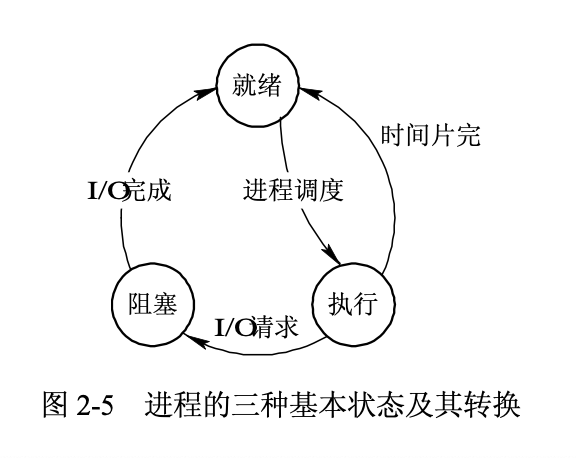 就绪
时间片完
I/O完成
进程调度
阻塞
执行
I/O请求
图 2-5 进程的三种基本状态及其转换